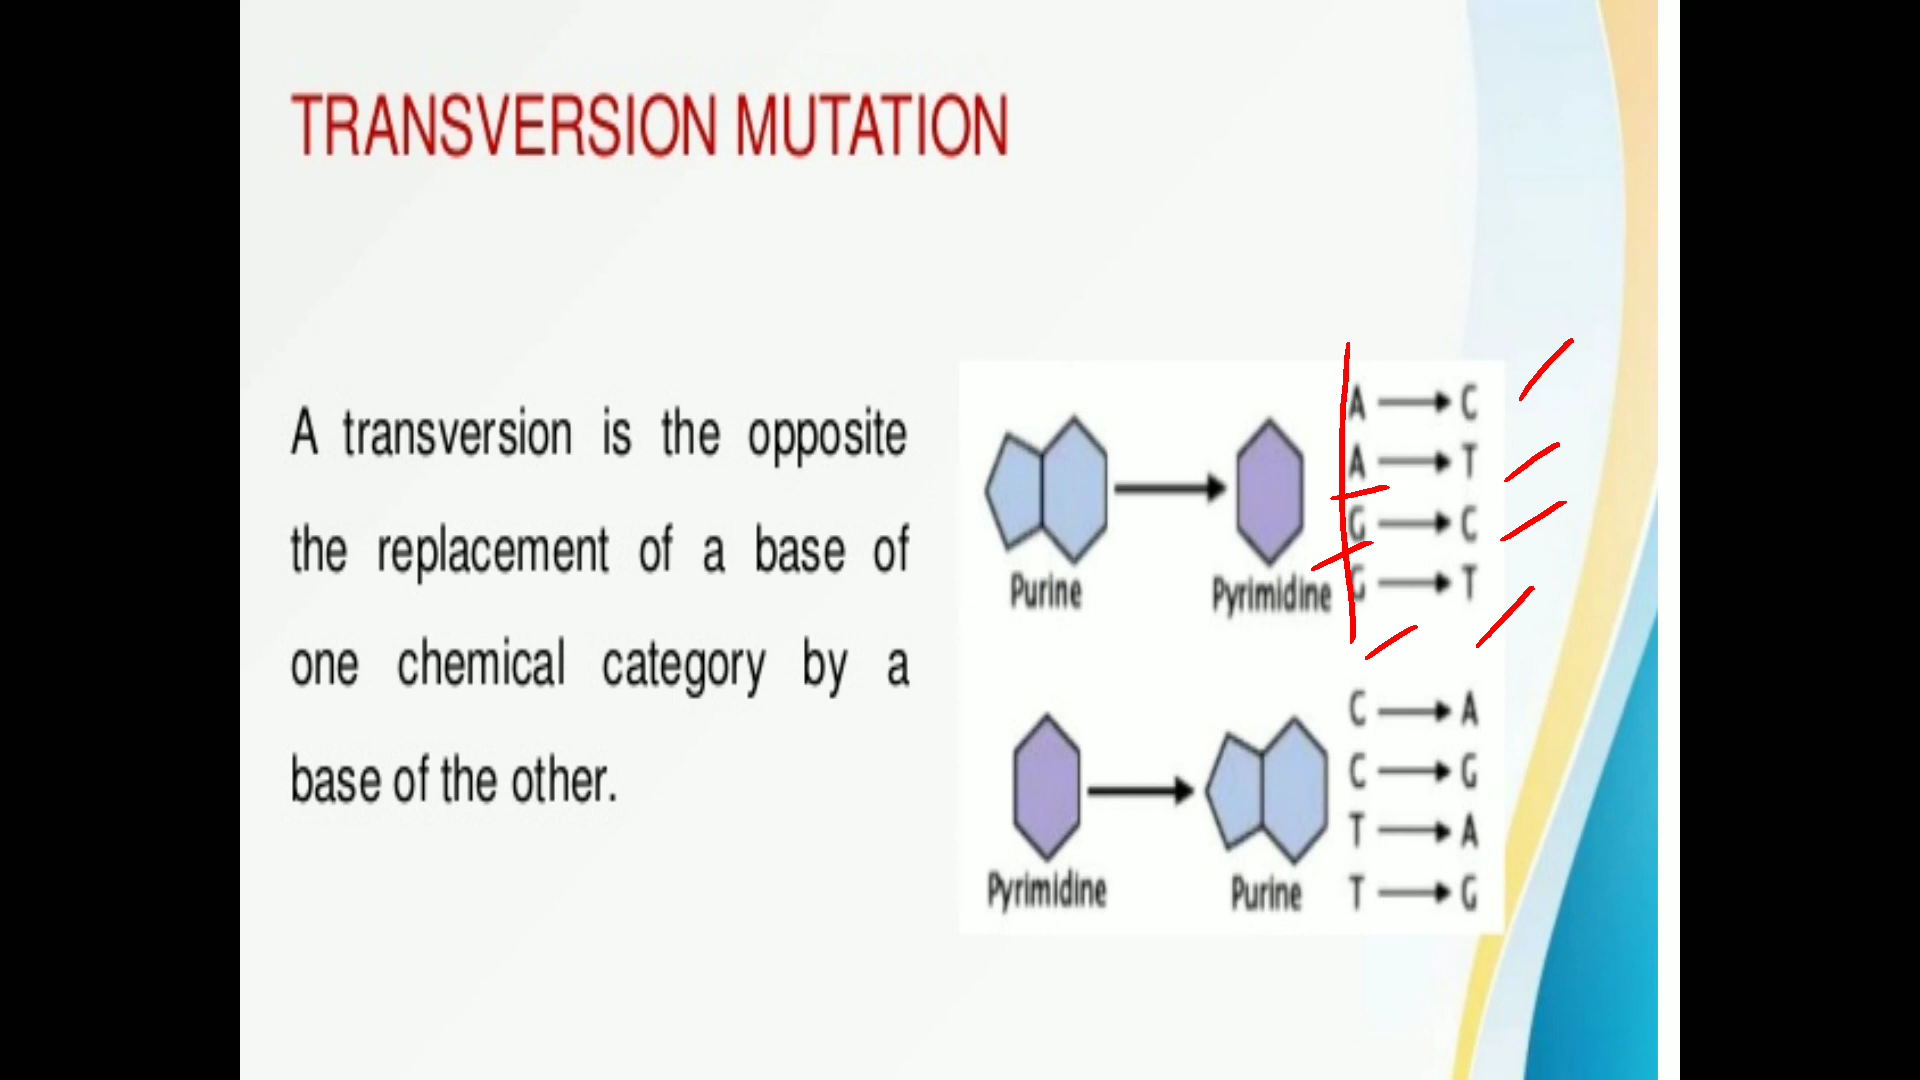 TRANSVERSION MUTATION
A transversion is the opposite
the replacement of a base of
one chemical category by a
base of the other.
Purine
Pyrimidine
A → C
A → T
G → C
G → T
Pyrimidine
Purine
C → A
C → G
T → A
T → G